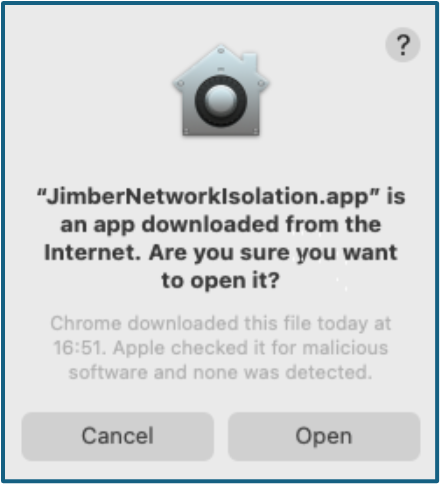 ?
“JimberNetworkIsolation.app” is
an app downloaded from the
Internet. Are you sure you want
to open it?
Chrome downloaded this file today at
16:51. Apple checked it for malicious
software and none was detected.
Cancel
Open